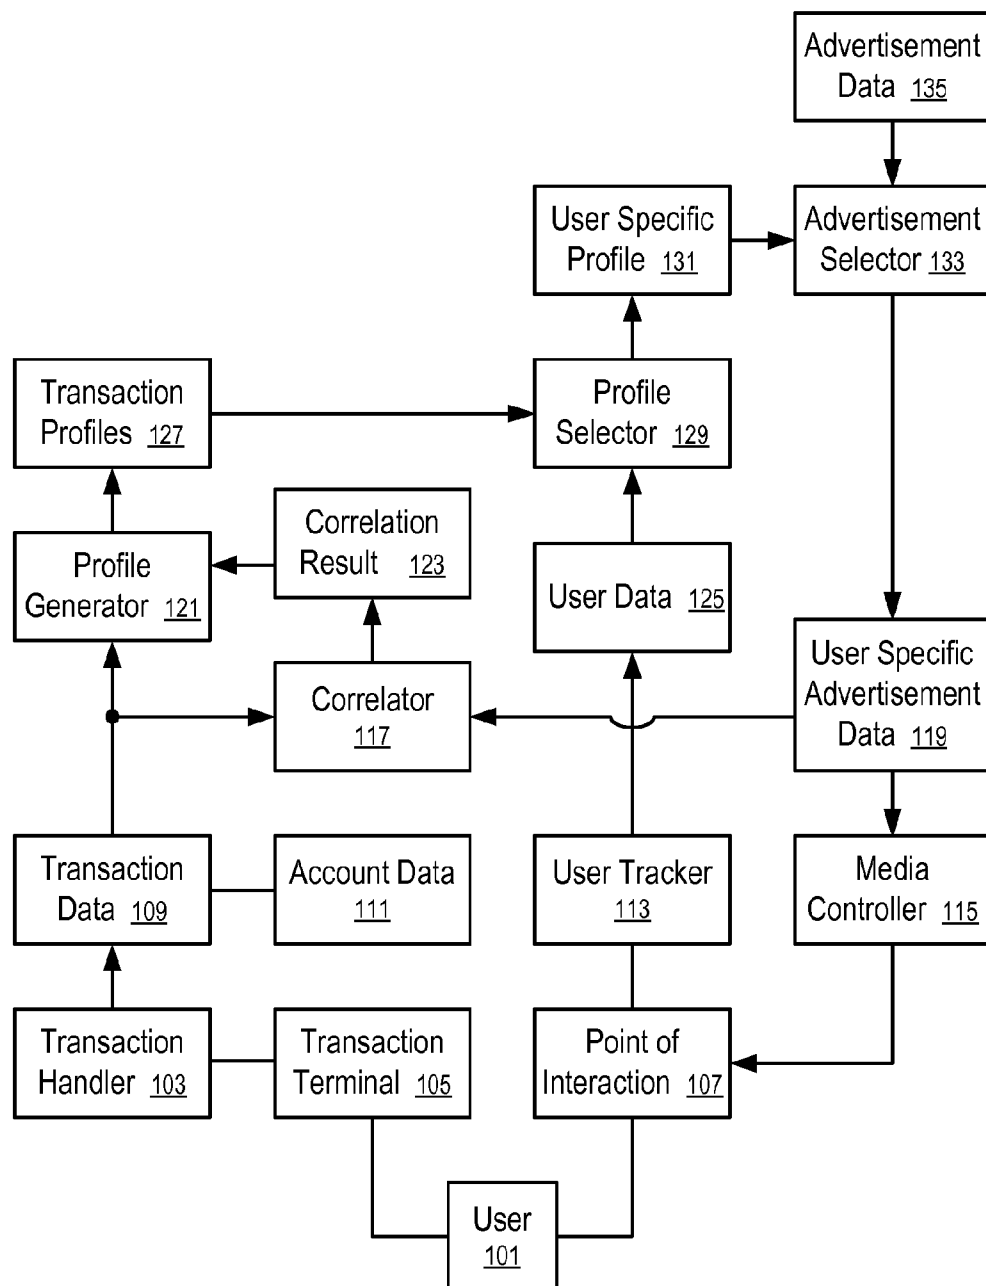 Advertisement
Data 135
User Specific
Profile 131
Advertisement
Selector 133
Transaction
Profiles 127
Profile
Selector 129
Correlation
Result 123
Profile
Generator 121
User Data 125
User Specific
Advertisement
Data 119
Correlator
117
Transaction
Data 109
Account Data
111
User Tracker
113
Media
Controller 115
Transaction
Handler 103
Transaction
Terminal 105
Point of
Interaction 107
User
101